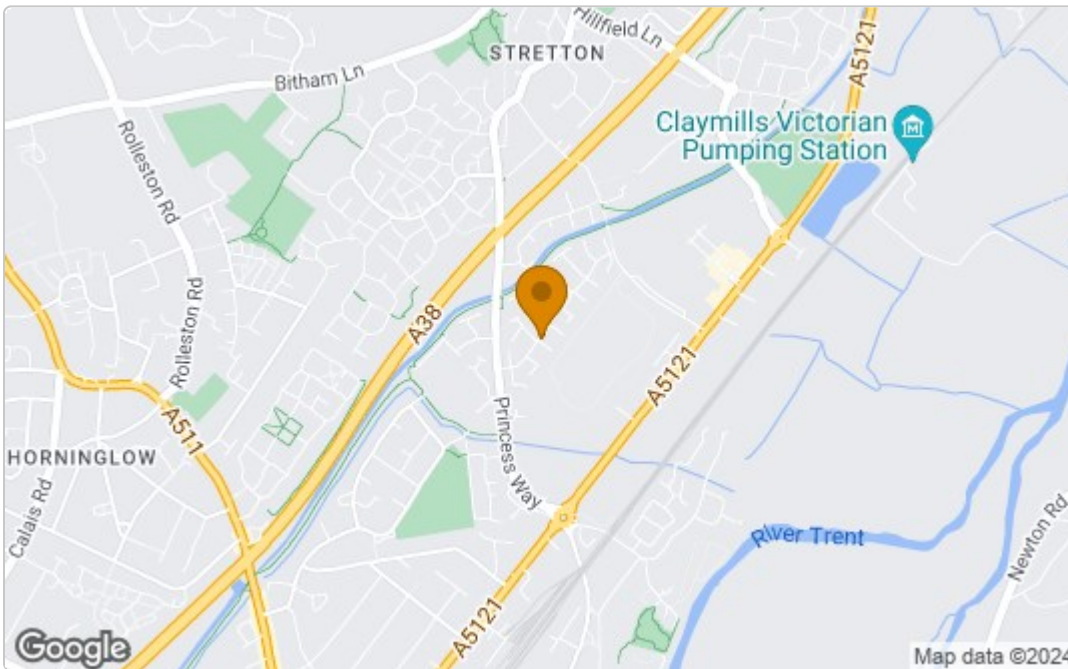 Hillfield Ln
STRETTON
A5121
Bitham Ln
Claymills Victorian
Pumping Station
Rolleston Rd
Rolleston Rd
A38
A5121
A511
HORNINGLOW
Princess Way
Calais Rd
River Trent
Newton Rd
A5121
Google
Map data ©2024